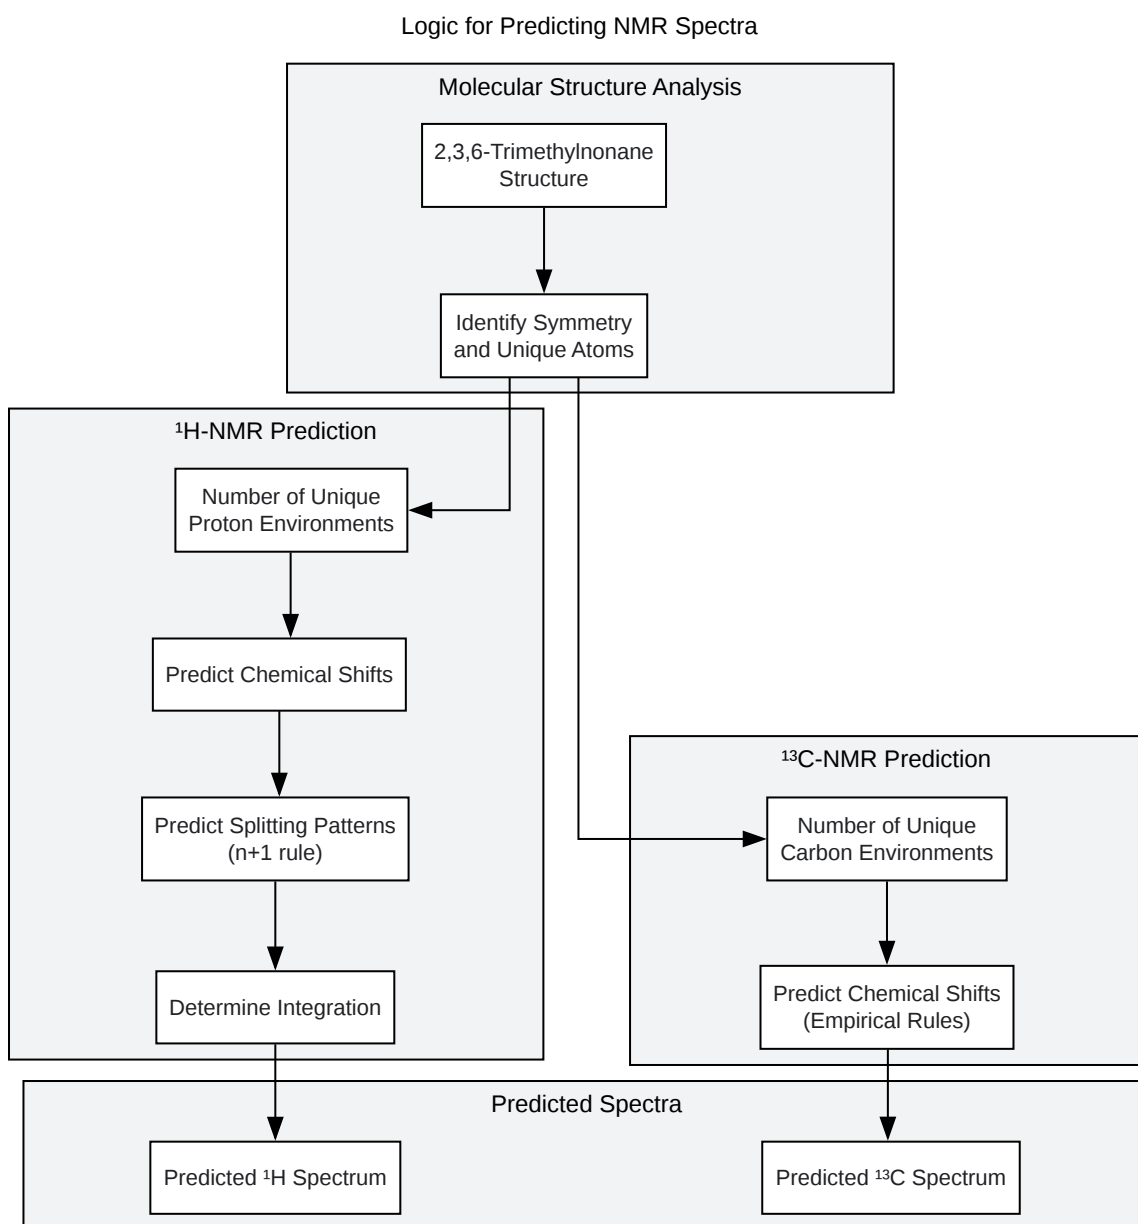 Logic for Predicting NMR Spectra
Molecular Structure Analysis
2,3,6-Trimethylnonane
Structure
Identify Symmetry
and Unique Atoms
¹H-NMR Prediction
Number of Unique
Proton Environments
Predict Chemical Shifts
Predict Splitting Patterns
(n+1 rule)
Determine Integration
¹³C-NMR Prediction
Number of Unique
Carbon Environments
Predict Chemical Shifts
(Empirical Rules)
Predicted Spectra
Predicted ¹H Spectrum
Predicted ¹³C Spectrum